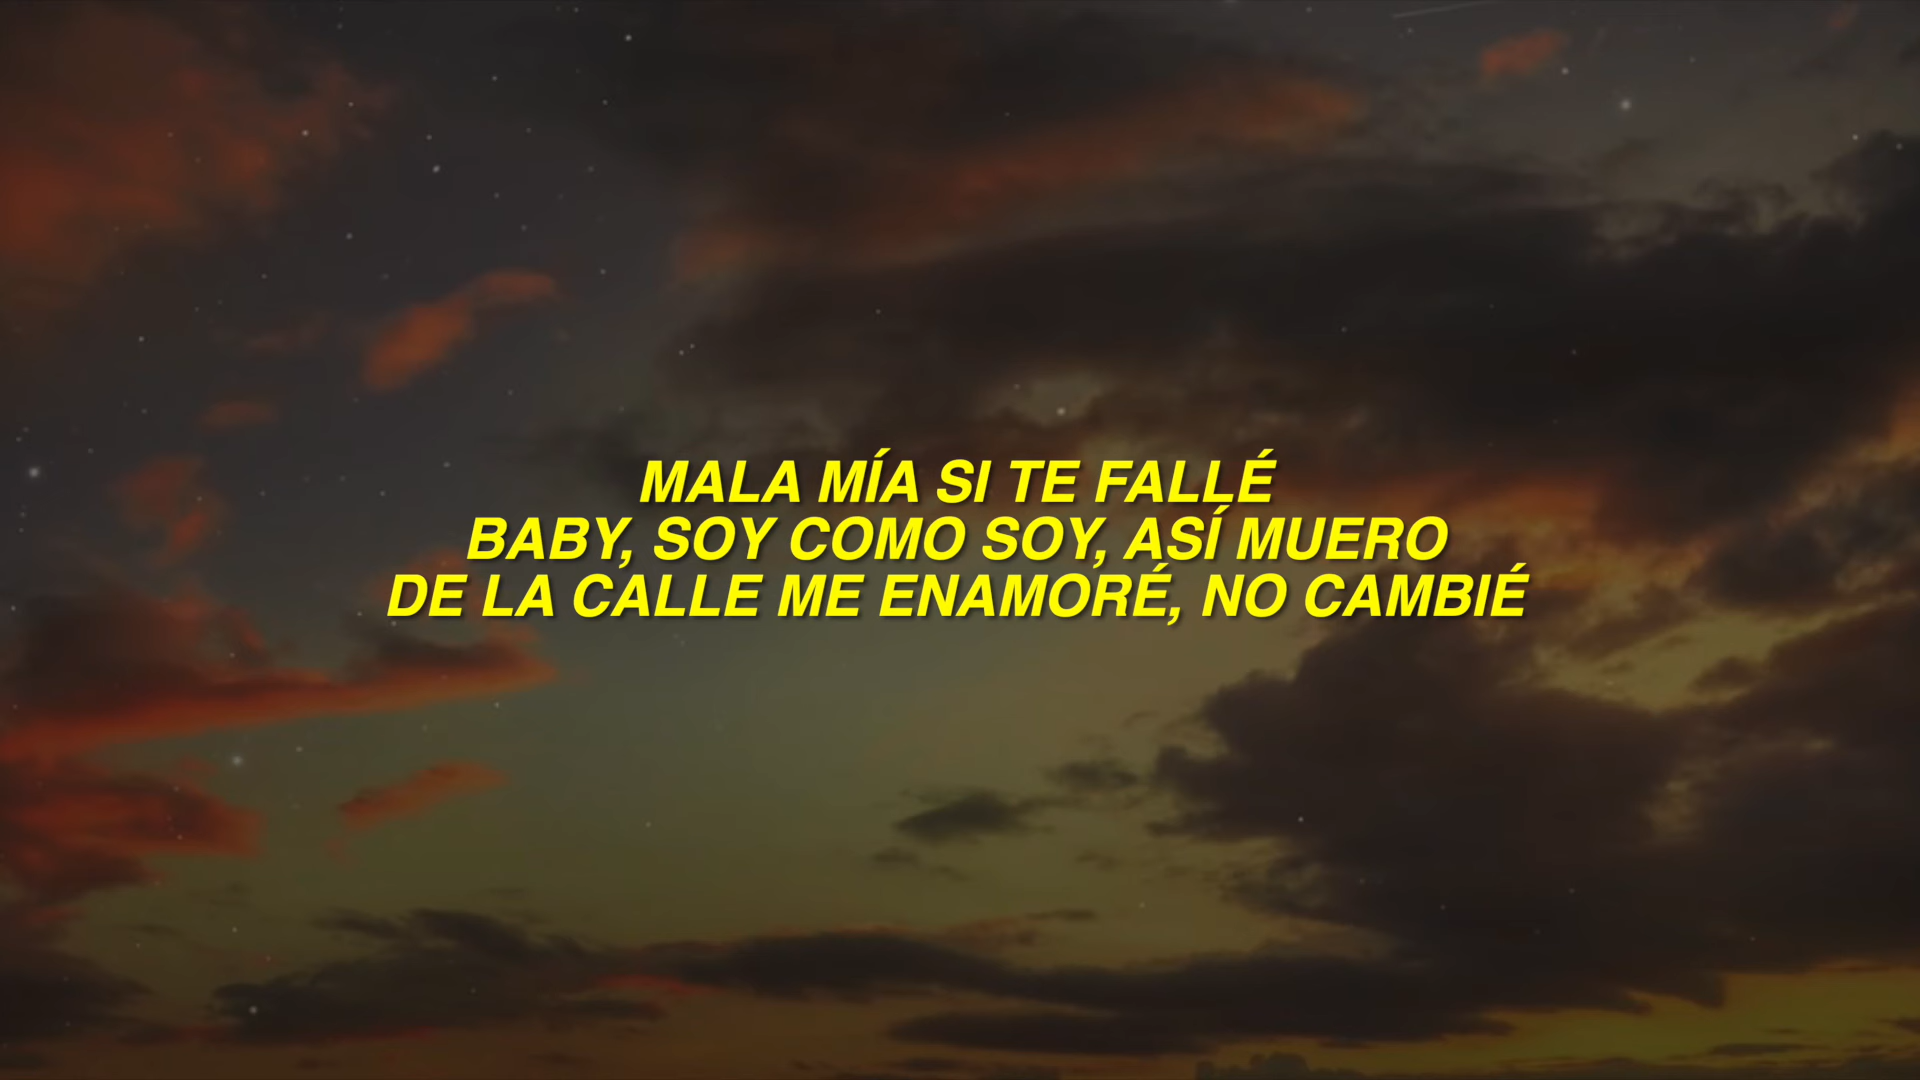 MALA MÍA SI TE FALLÉ
BABY, SOY COMO SOY, ASÍ MUERO
DE LA CALLE ME ENAMORÉ, NO CAMBIÉ